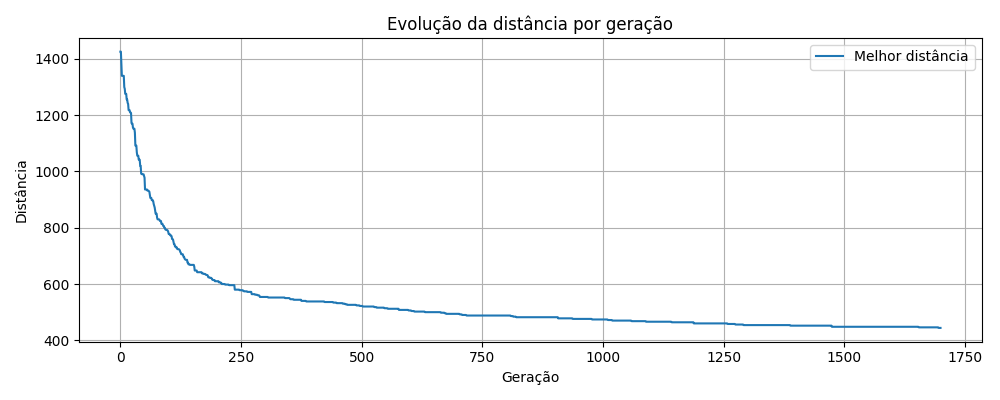 Evolução da distância por geração
Melhor distância
Distância
1400
1200
1000
800
600
400
0 250 500 750 1000 1250 1500 1750
Geração